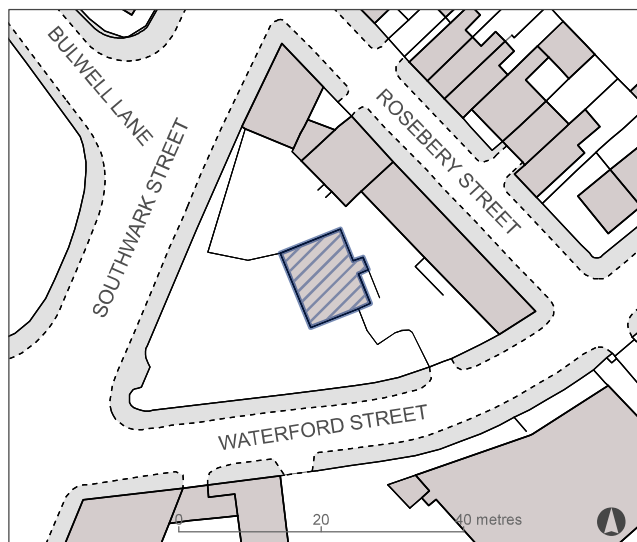 BULWELL LANE
SOUTHWARK STREET
ROSEBERY STREET
WATERFORD STREET
0 20 40 metres